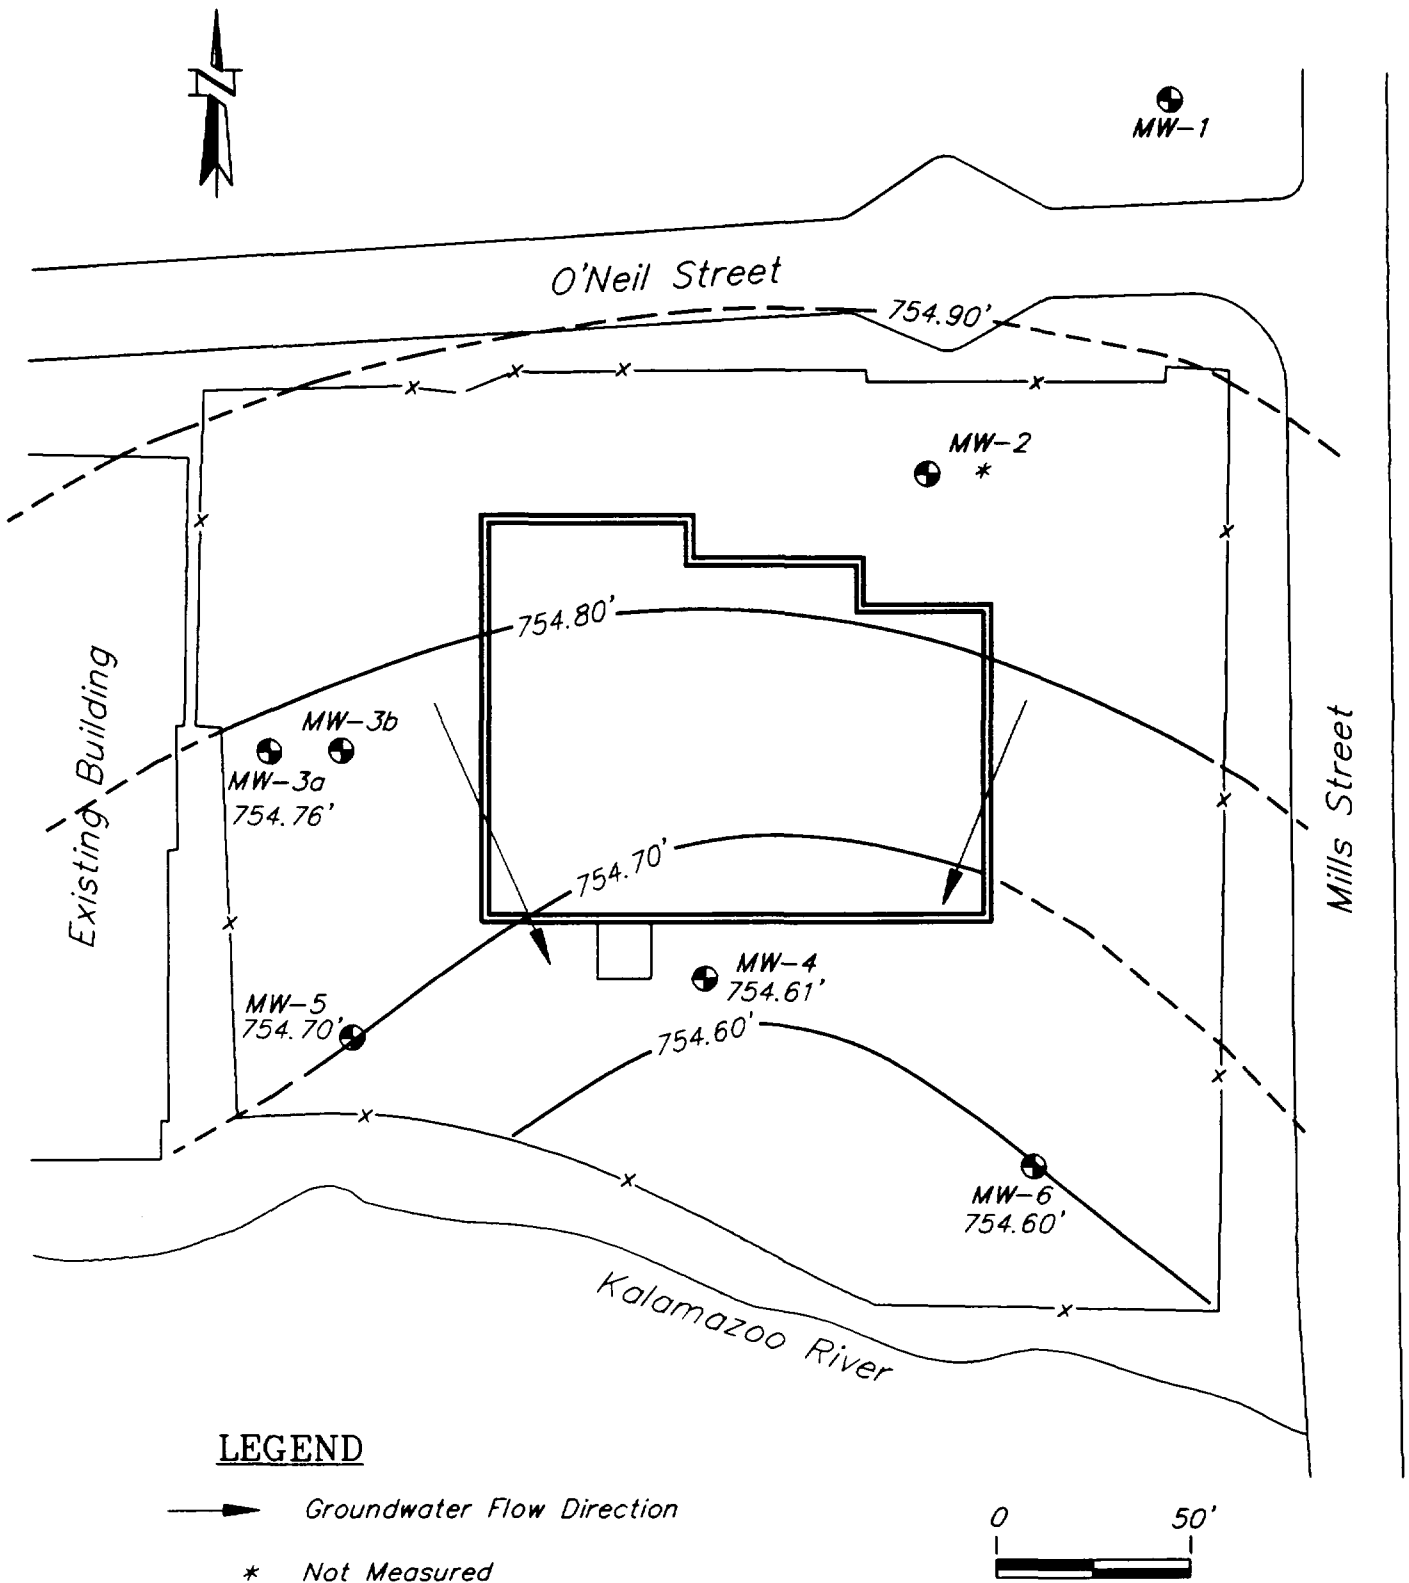 N
MW-1
O'Neil Street
754.90'
MW-2
*
754.80'
MW-3b
MW-3a
754.76'
Existing Building
Mills Street
754.70'
MW-4
754.61'
MW-5
754.70'
754.60'
MW-6
754.60'
Kalamazoo River
LEGEND
Groundwater Flow Direction
* Not Measured
0 50'